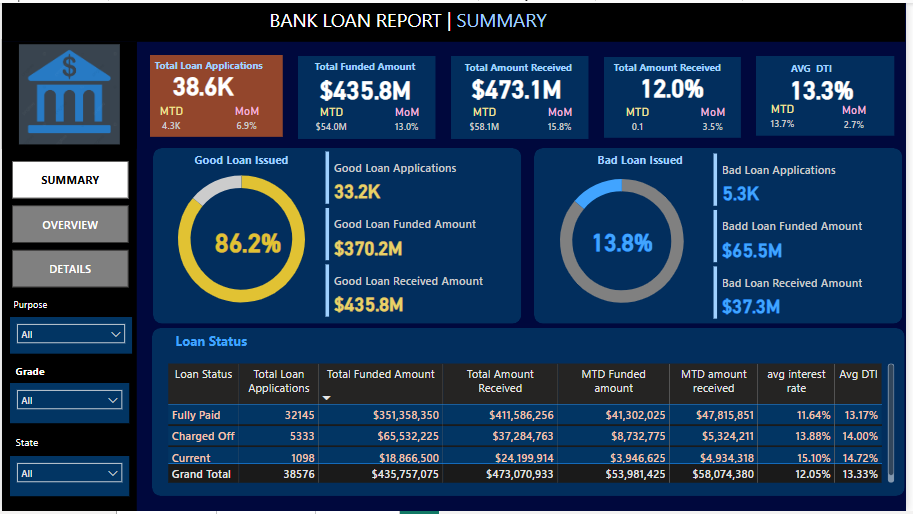 BANK LOAN REPORT | SUMMARY
$
SUMMARY
OVERVIEW
DETAILS
Purpose
All
Grade
All
State
All
Total Loan Applications
38.6K
MTD MoM
4.3K 6.9%
Total Funded Amount
$435.8M
MTD MoM
$54.0M 13.0%
Total Amount Received
$473.1M
MTD MoM
$58.1M 15.8%
Total Amount Received
12.0%
MTD MoM
0.1 3.5%
AVG DTI
13.3%
MTD MoM
13.7% 2.7%
Good Loan Issued
86.2%
Good Loan Applications
33.2K
Good Loan Funded Amount
$370.2M
Good Loan Received Amount
$435.8M
Bad Loan Issued
13.8%
Bad Loan Applications
5.3K
Badd Loan Funded Amount
$65.5M
Bad Loan Received Amount
$37.3M
Loan Status
Loan Status Total Loan Applications Total Funded Amount Total Amount Received MTD Funded amount MTD amount received avg interest rate Avg DTI
Fully Paid 32145 $351,358,350 $411,586,256 $41,302,025 $47,815,851 11.64% 13.17%
Charged Off 5333 $65,532,225 $37,284,763 $8,732,775 $5,324,211 13.88% 14.00%
Current 1098 $18,866,500 $24,199,914 $3,946,625 $4,934,318 15.10% 14.72%
Grand Total 38576 $435,757,075 $473,070,933 $53,981,425 $58,074,380 12.05% 13.33%